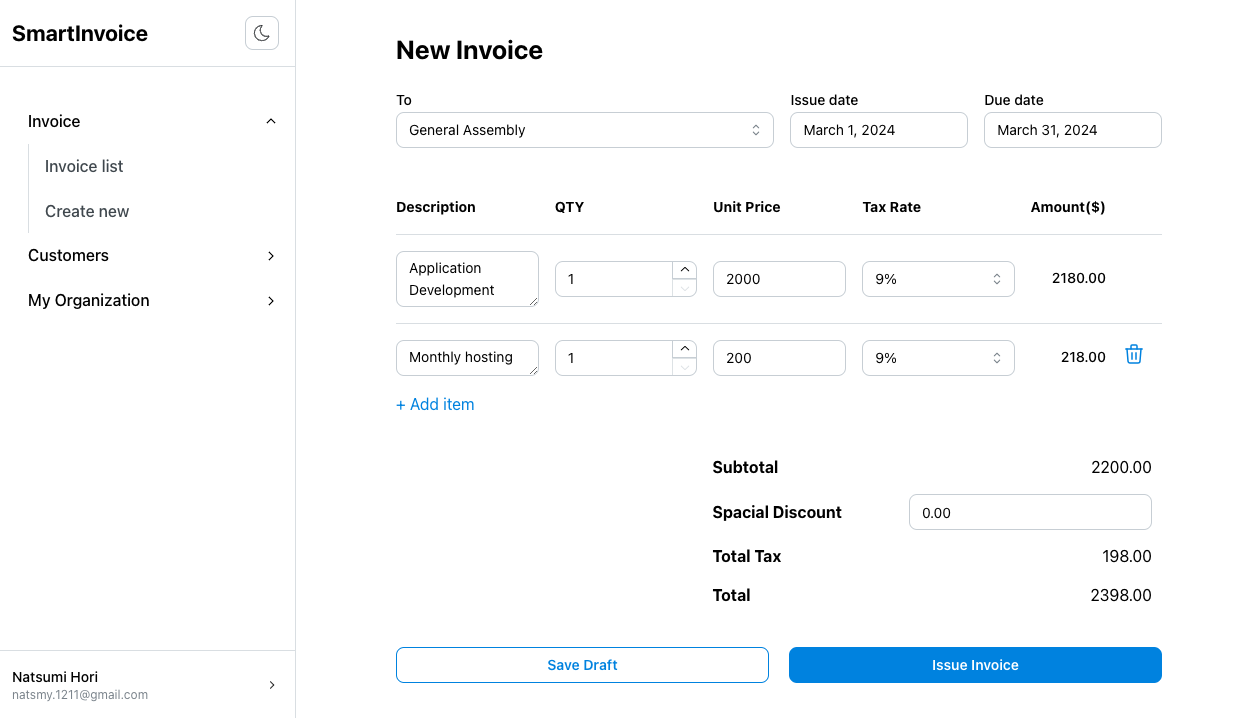 SmartInvoice
Invoice
Invoice list
Create new
Customers
My Organization
Natsumi Hori
natsmy.1211@gmail.com
New Invoice
To Issue date Due date
General Assembly March 1, 2024 March 31, 2024
Description QTY Unit Price Tax Rate Amount($)
Application
Development
1 2000 9% 2180.00
Monthly hosting 1 200 9% 218.00
+ Add item
Subtotal 2200.00
Spacial Discount 0.00
Total Tax 198.00
Total 2398.00
Save Draft Issue Invoice